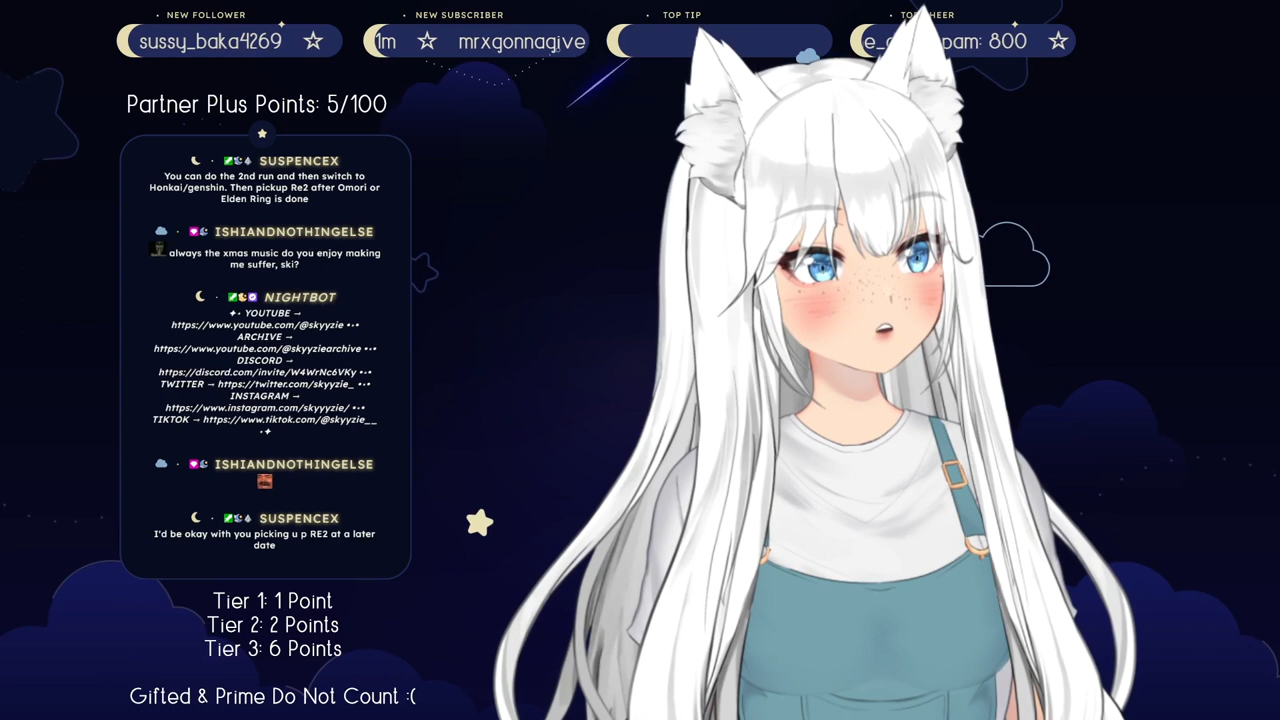 NEW FOLLOWER
sussy_baka4269
NEW SUBSCRIBER
1m ☆ mrxgonnagive
TOP TIP
TOP CHEER
pam: 800
Partner Plus Points: 5/100
SUSPENCEX
You can do the 2nd run and then switch to
Honkai/genshin. Then pickup Re2 after Omori or
Elden Ring is done
ISHIANDNOTHINGELSE
always the xmas music do you enjoy making
me suffer, ski?
NIGHTBOT
✦• YOUTUBE →
https://www.youtube.com/@skyyzie •·•
ARCHIVE →
https://www.youtube.com/@skyyziearchive •·•
DISCORD →
https://discord.com/invite/W4WrNc6VKy •·•
TWITTER → https://twitter.com/skyyzie_ •·•
INSTAGRAM →
https://www.instagram.com/skyyyzie/ •·•
TIKTOK → https://www.tiktok.com/@skyyzie__
•✦
ISHIANDNOTHINGELSE
SUSPENCEX
I'd be okay with you picking u p RE2 at a later
date
Tier 1: 1 Point
Tier 2: 2 Points
Tier 3: 6 Points
Gifted & Prime Do Not Count :(